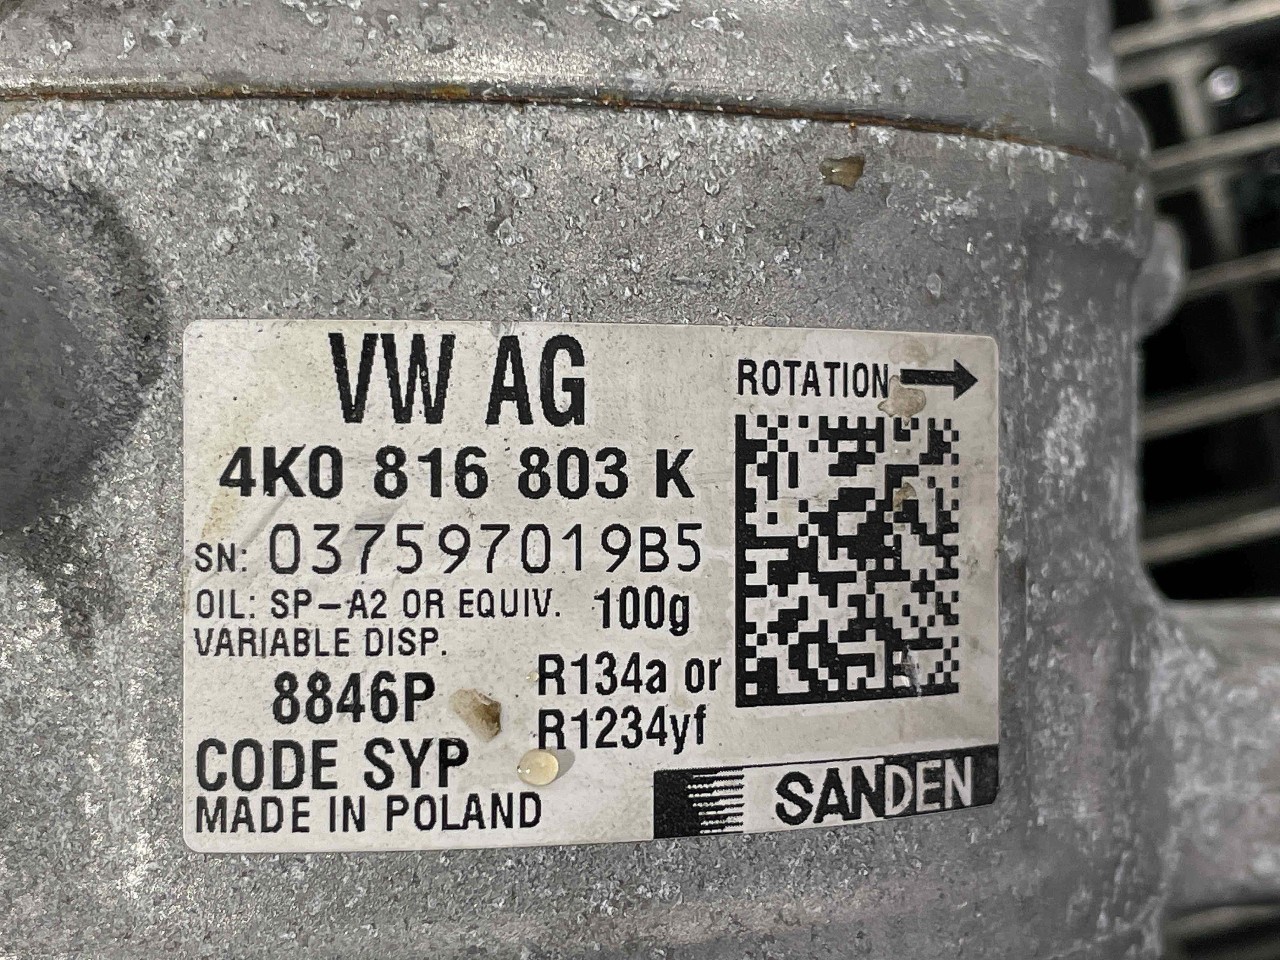 VW AG
ROTATION
4K0 816 803 K
SN: 037597019B5
OIL: SP-A2 OR EQUIV. 100g
VARIABLE DISP.
8846P
R134a or
R1234yf
CODE SYP
MADE IN POLAND
SANDEN